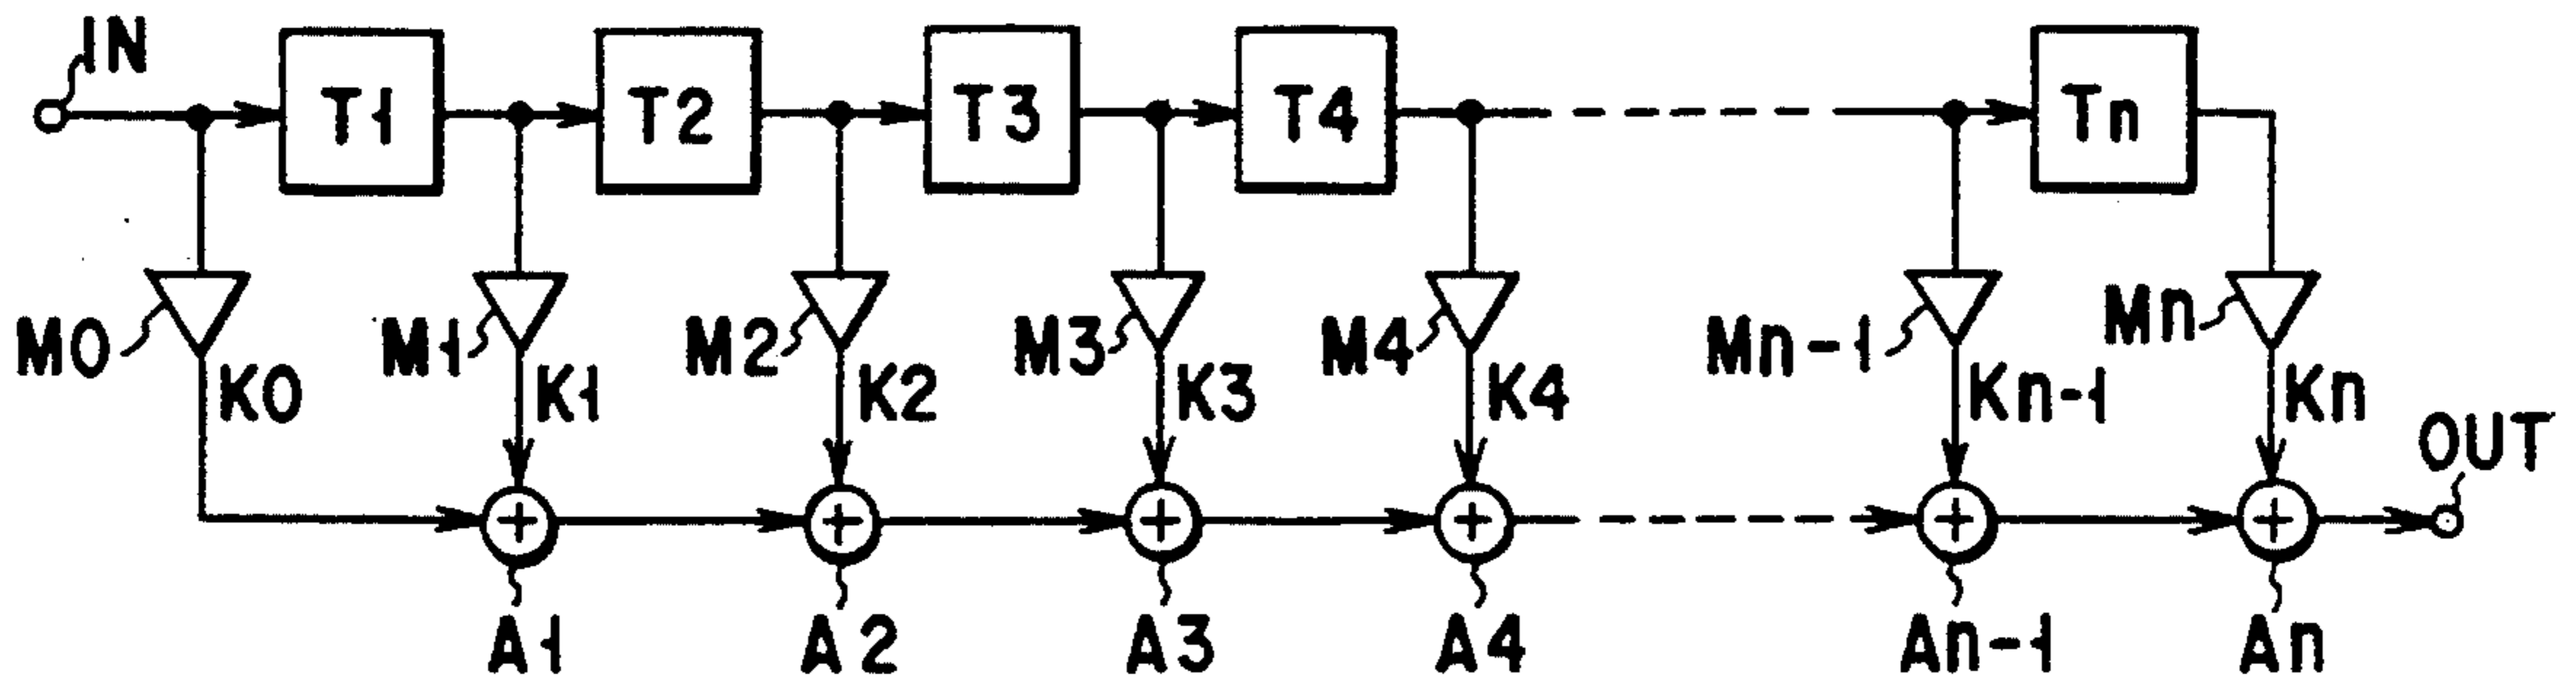 IN
T1 T2 T3 T4 Tn
M0 M1 M2 M3 M4 Mn-1 Mn
K0 K1 K2 K3 K4 Kn-1 Kn
OUT
+ + + + + +
A1 A2 A3 A4 An-1 An